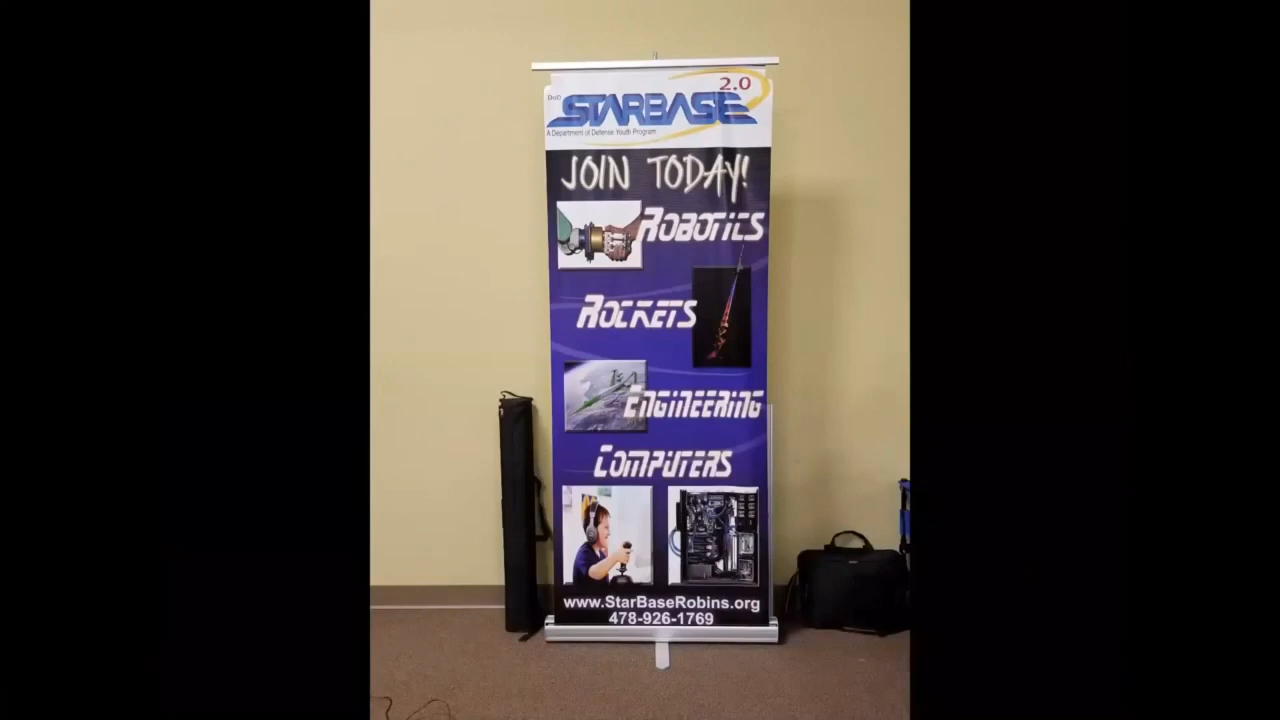 2.0
DoD STARBASE
A Department of Defense Youth Program
JOIN TODAY!
ROBOTICS
ROCKETS
ENGINEERING
COMPUTERS
www.StarBaseRobins.org
478-926-1769